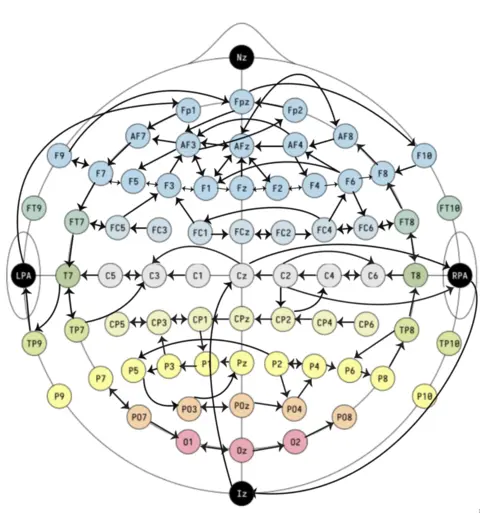 Nz
Fp1 Fpz Fp2
AF7 AF3 AFz AF4 AF8
F9 F7 F5 F3 F1 Fz F2 F4 F6 F8 F10
FT9 FT7 FC5 FC3 FC1 FCz FC2 FC4 FC6 FT8 FT10
LPA T7 C5 C3 C1 Cz C2 C4 C6 T8 RPA
TP9 TP7 CP5 CP3 CP1 CPz CP2 CP4 CP6 TP8 TP10
P9 P7 P5 P3 P1 Pz P2 P4 P6 P8 P10
PO7 PO3 POz PO4 PO8
O1 Oz O2
Iz